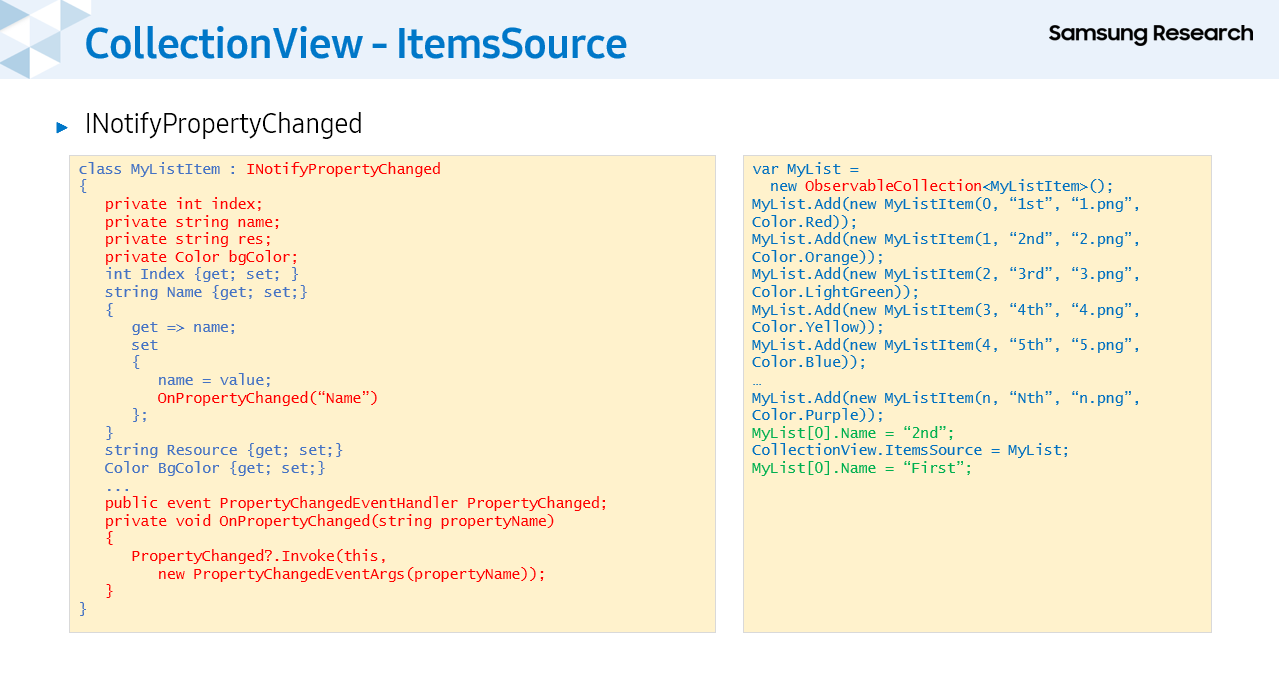 CollectionView - ItemsSource
Samsung Research
► INotifyPropertyChanged
class MyListItem : INotifyPropertyChanged
{
   private int index;
   private string name;
   private string res;
   private Color bgColor;
   int Index {get; set; }
   string Name {get; set;}
   {
      get => name;
      set
      {
         name = value;
         OnPropertyChanged(“Name”)
      };
   }
   string Resource {get; set;}
   Color BgColor {get; set;}
   ...
   public event PropertyChangedEventHandler PropertyChanged;
   private void OnPropertyChanged(string propertyName)
   {
      PropertyChanged?.Invoke(this,
         new PropertyChangedEventArgs(propertyName));
   }
}
var MyList =
  new ObservableCollection<MyListItem>();
MyList.Add(new MyListItem(0, “1st”, “1.png”,
Color.Red));
MyList.Add(new MyListItem(1, “2nd”, “2.png”,
Color.Orange));
MyList.Add(new MyListItem(2, “3rd”, “3.png”,
Color.LightGreen));
MyList.Add(new MyListItem(3, “4th”, “4.png”,
Color.Yellow));
MyList.Add(new MyListItem(4, “5th”, “5.png”,
Color.Blue));
…
MyList.Add(new MyListItem(n, “Nth”, “n.png”,
Color.Purple));
MyList[0].Name = “2nd”;
CollectionView.ItemsSource = MyList;
MyList[0].Name = “First”;